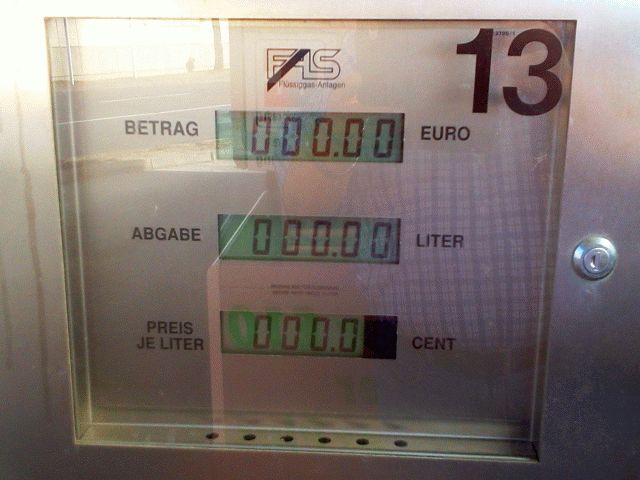 FAS
Flüssiggas-Anlagen
13
BETRAG 000.00 EURO
ABGABE 000.00 LITER
PREIS
JE LITER 000.0 CENT